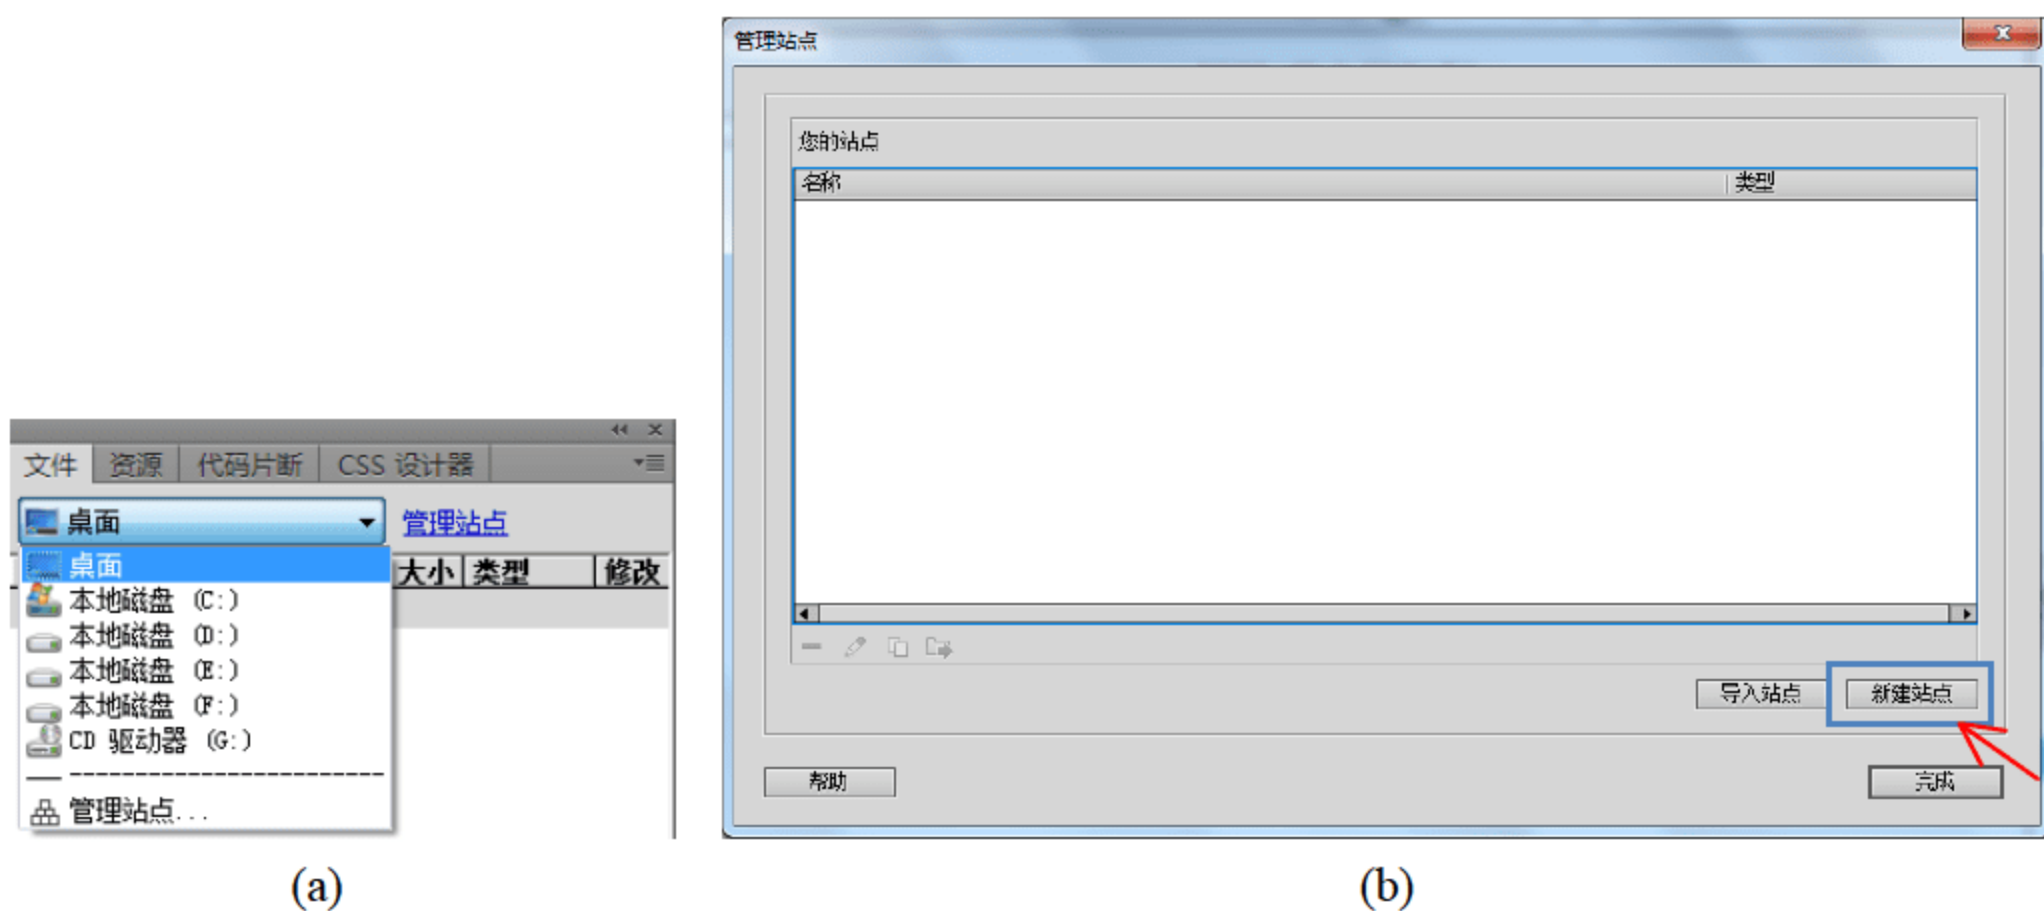 文件 资源 代码片断 CSS 设计器
桌面 管理站点
桌面 大小 类型 修改
本地磁盘 (C:)
本地磁盘 (D:)
本地磁盘 (E:)
本地磁盘 (F:)
CD 驱动器 (G:)
管理站点...
(a)
管理站点
您的站点
名称 类型
导入站点 新建站点
帮助 完成
(b)